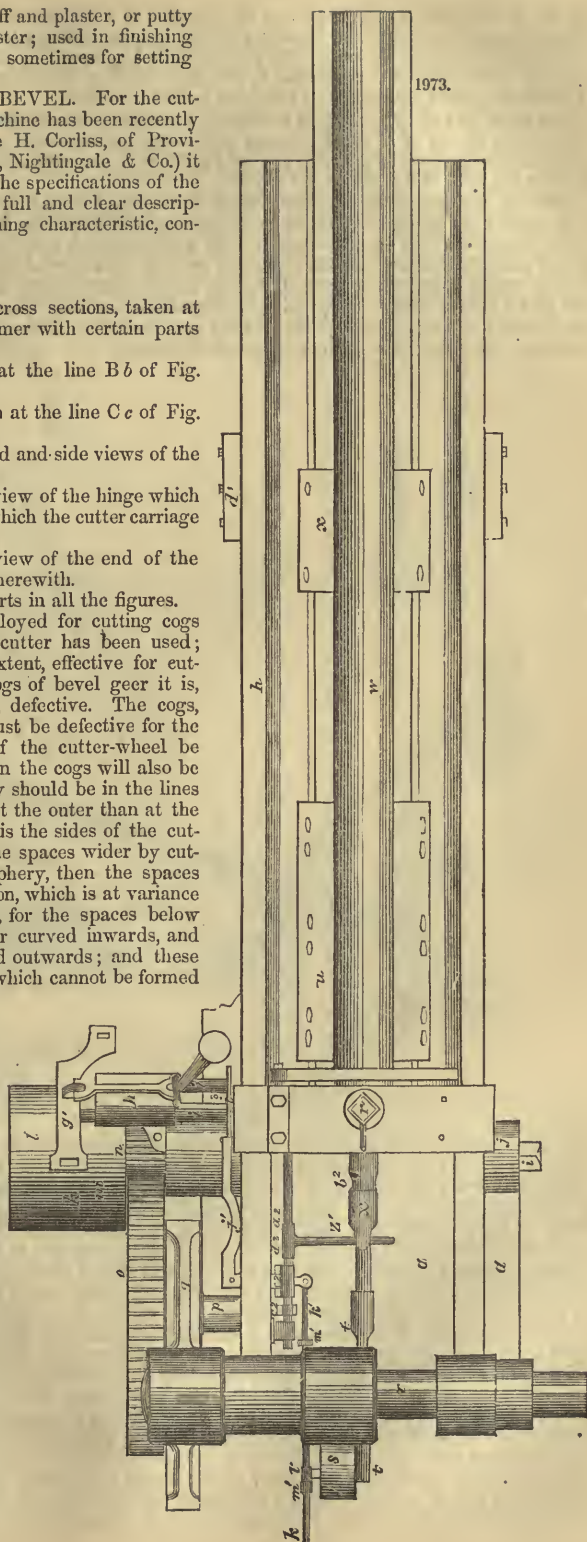 ff and plaster, or putty
ster; used in finishing
sometimes for setting
1973.
BEVEL. For the cut-
chine has been recently
e H. Corliss, of Provi-
, Nightingale & Co.) it
he specifications of the
full and clear descrip-
ning characteristic, con-
cross sections, taken at
mer with certain parts
at the line B b of Fig.
n at the line C c of Fig.
d and side views of the
view of the hinge which
which the cutter carriage
view of the end of the
herewith.
rts in all the figures.
loyed for cutting cogs
cutter has been used;
xtent, effective for cut-
ogs of bevel geer it is,
defective. The cogs,
ust be defective for the
f the cutter-wheel be
n the cogs will also be
y should be in the lines
t the outer than at the
is the sides of the cut-
ne spaces wider by cut-
phery, then the spaces
on, which is at variance
, for the spaces below
r curved inwards, and
d outwards; and these
which cannot be formed
d'
x
h
w
u
l
g'
h
n
j
i
o
q
p
b²
z'
a
d
k'
m'
t
r
s
v
m'
t
k